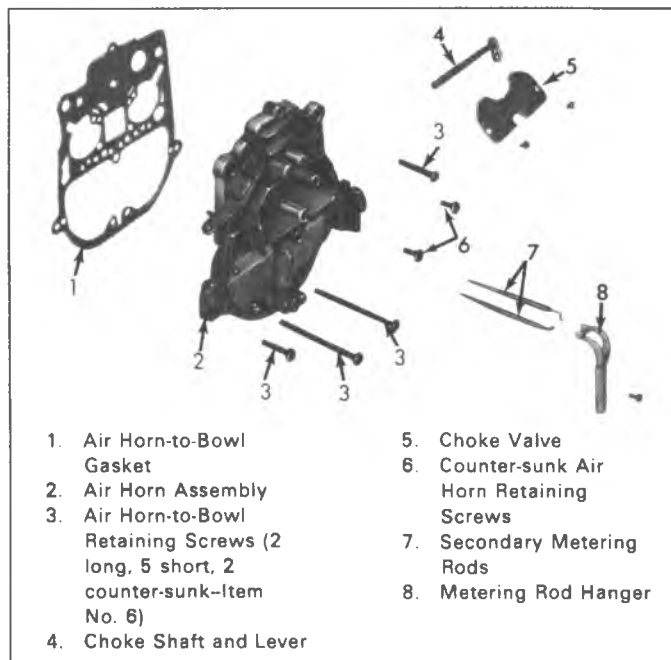 4
5
3
6
7
8
1
2
3
3
3
1. Air Horn-to-Bowl
Gasket
2. Air Horn Assembly
3. Air Horn-to-Bowl
Retaining Screws (2
long, 5 short, 2
counter-sunk--Item
No. 6)
4. Choke Shaft and Lever
5. Choke Valve
6. Counter-sunk Air
Horn Retaining
Screws
7. Secondary Metering
Rods
8. Metering Rod Hanger